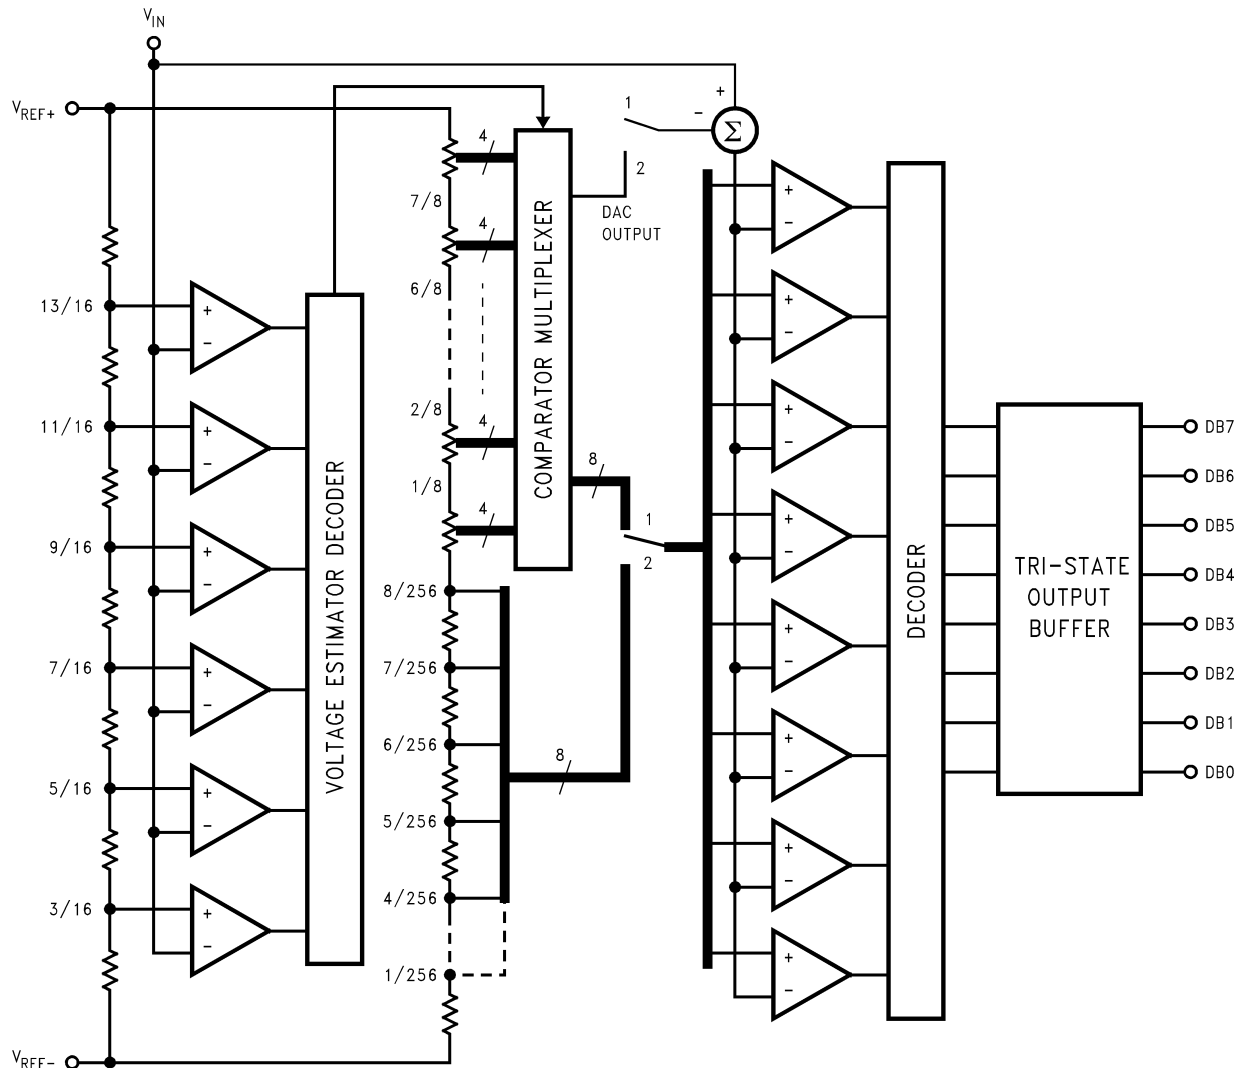 VIN
VREF+
+
1
−
Σ
4
2
7/8
DAC
OUTPUT
4
6/8
13/16
+
−
COMPARATOR MULTIPLEXER
2/8
4
11/16
+
−
1/8
4
8
1
2
9/16
+
−
VOLTAGE ESTIMATOR DECODER
8/256
7/16
+
−
7/256
6/256
8
5/16
+
−
5/256
4/256
3/16
+
−
1/256
VREF−
+
−
+
−
+
−
+
−
+
−
+
−
+
−
+
−
DECODER
TRI-STATE
OUTPUT
BUFFER
DB7
DB6
DB5
DB4
DB3
DB2
DB1
DB0